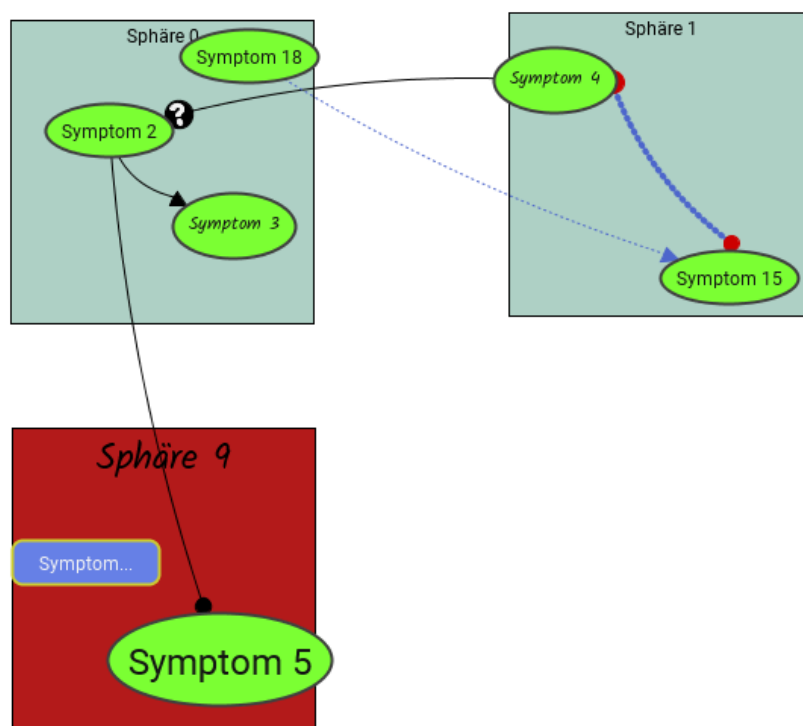 Sphäre 0
Symptom 18
?
Symptom 2
Symptom 3
Sphäre 1
Symptom 4
Symptom 15
Sphäre 9
Symptom...
Symptom 5